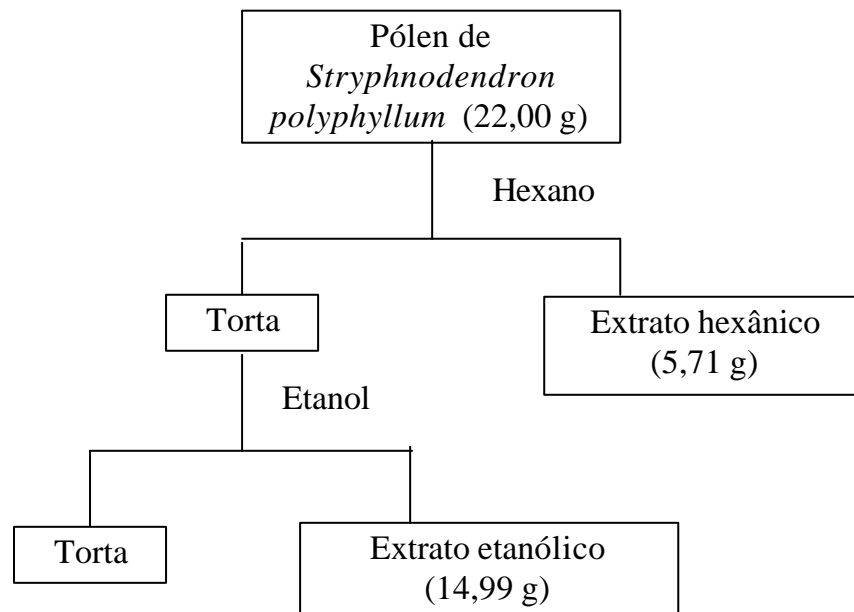 Pólen de
Stryphnodendron
polyphyllum (22,00 g)
Hexano
Torta
Extrato hexânico
(5,71 g)
Etanol
Torta
Extrato etanólico
(14,99 g)